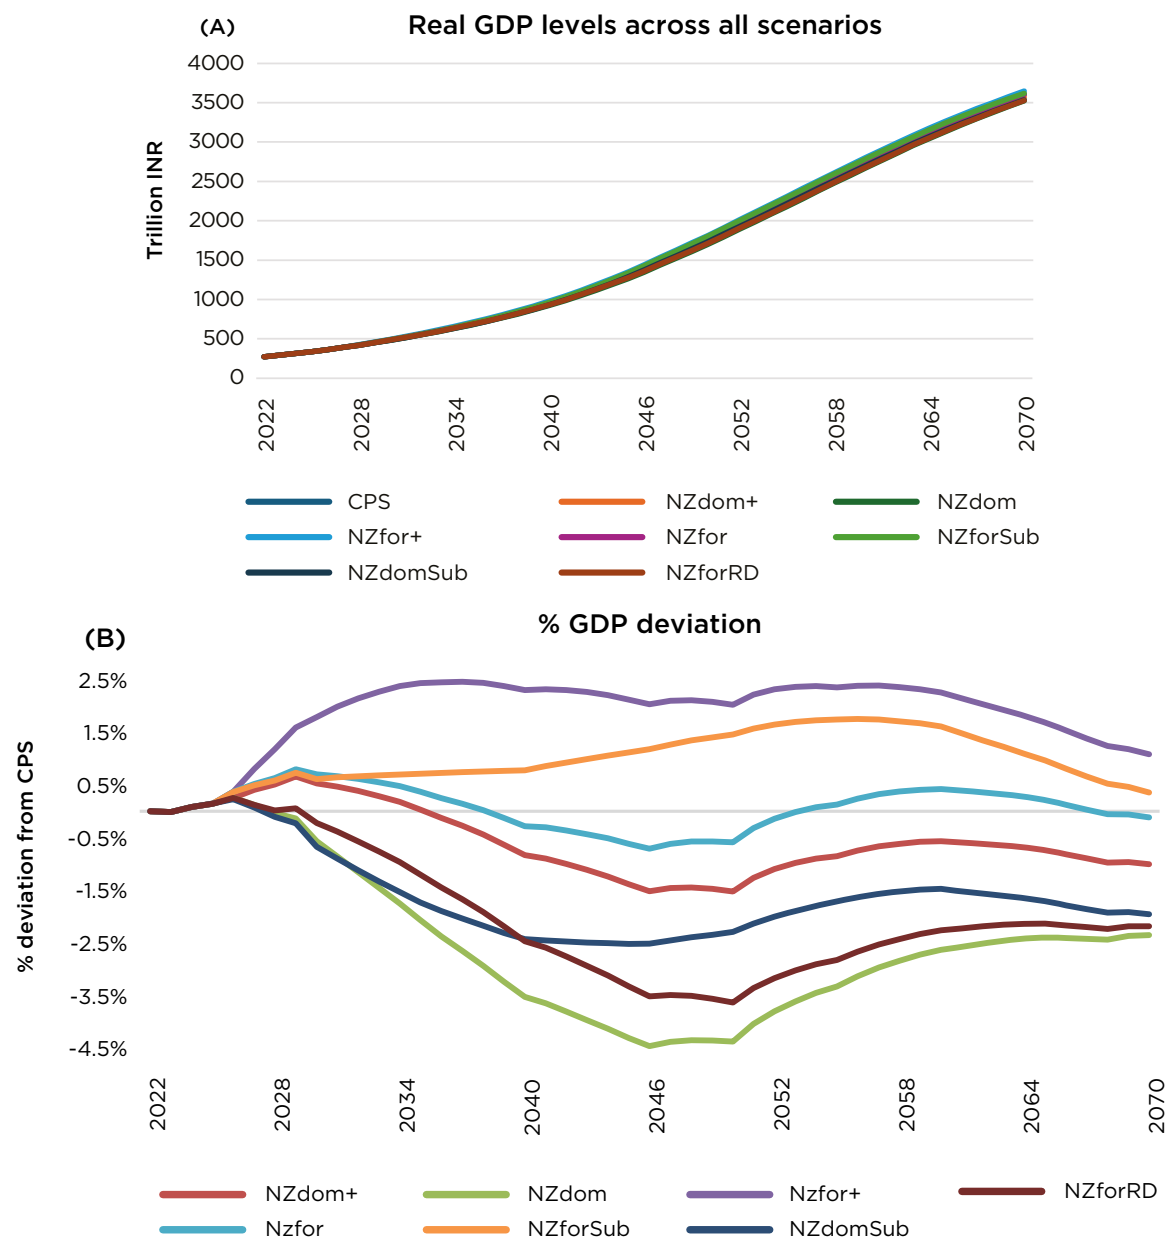 (A)
Real GDP levels across all scenarios
Trillion INR
4000
3500
3000
2500
2000
1500
1000
500
0
2022 2028 2034 2040 2046 2052 2058 2064 2070
CPS NZdom+ NZdom
NZfor+ NZfor NZforSub
NZdomSub NZforRD
(B)
% GDP deviation
% deviation from CPS
2.5%
1.5%
0.5%
-0.5%
-1.5%
-2.5%
-3.5%
-4.5%
2022 2028 2034 2040 2046 2052 2058 2064 2070
NZdom+ NZdom Nzfor+ NZforRD
Nzfor NZforSub NZdomSub